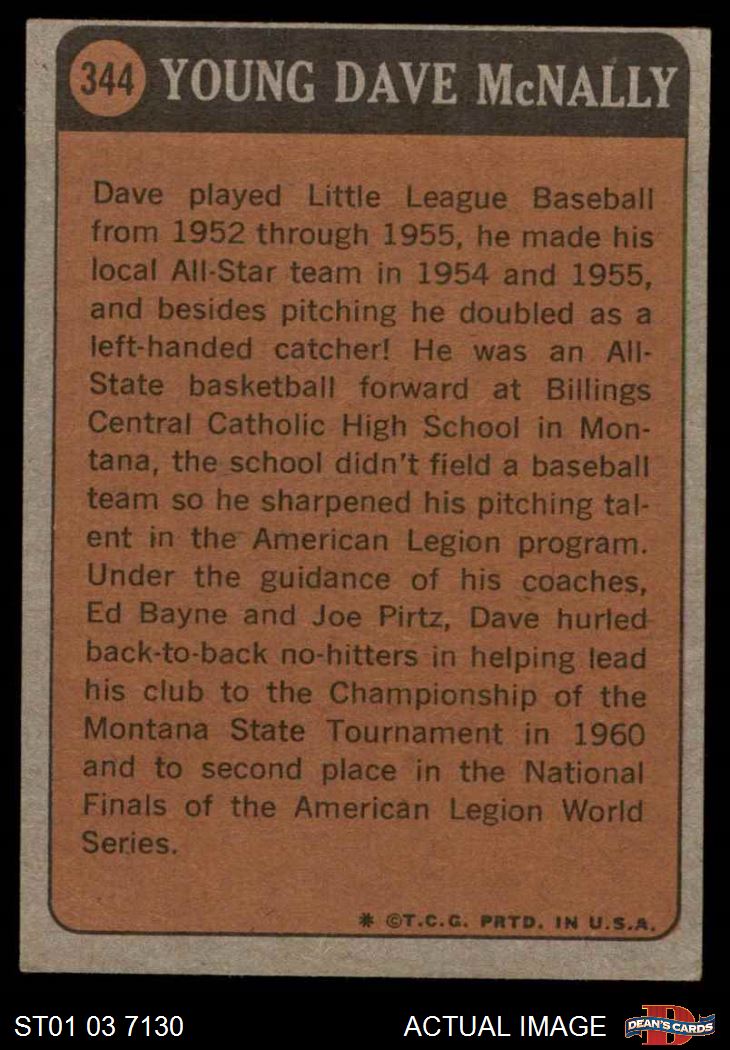 344 YOUNG DAVE McNALLY
Dave played Little League Baseball
from 1952 through 1955, he made his
local All-Star team in 1954 and 1955,
and besides pitching he doubled as a
left-handed catcher! He was an All-
State basketball forward at Billings
Central Catholic High School in Mon-
tana, the school didn't field a baseball
team so he sharpened his pitching tal-
ent in the American Legion program.
Under the guidance of his coaches,
Ed Bayne and Joe Pirtz, Dave hurled
back-to-back no-hitters in helping lead
his club to the Championship of the
Montana State Tournament in 1960
and to second place in the National
Finals of the American Legion World
Series.
* ©T.C.G. PRTD. IN U.S.A.
ST01 03 7130 ACTUAL IMAGE D DEAN'S CARDS